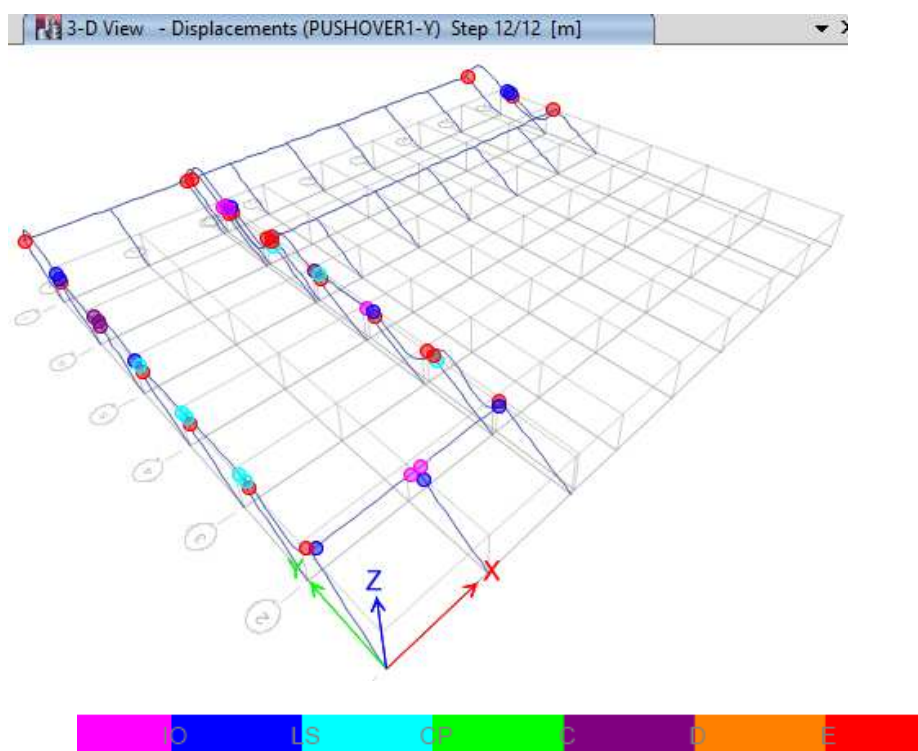 3-D View - Displacements (PUSHOVER1-Y) Step 12/12 [m]
Y
Z
X
IO LS CP C D E